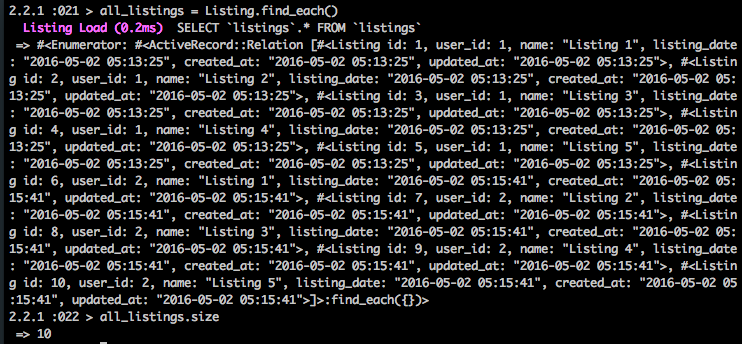 2.2.1 :021 > all_listings = Listing.find_each()
  Listing Load (0.2ms)  SELECT `listings`.* FROM `listings`
 => #<Enumerator: #<ActiveRecord::Relation [#<Listing id: 1, user_id: 1, name: "Listing 1", listing_date
: "2016-05-02 05:13:25", created_at: "2016-05-02 05:13:25", updated_at: "2016-05-02 05:13:25">, #<Listin
g id: 2, user_id: 1, name: "Listing 2", listing_date: "2016-05-02 05:13:25", created_at: "2016-05-02 05:
13:25", updated_at: "2016-05-02 05:13:25">, #<Listing id: 3, user_id: 1, name: "Listing 3", listing_date
: "2016-05-02 05:13:25", created_at: "2016-05-02 05:13:25", updated_at: "2016-05-02 05:13:25">, #<Listin
g id: 4, user_id: 1, name: "Listing 4", listing_date: "2016-05-02 05:13:25", created_at: "2016-05-02 05:
13:25", updated_at: "2016-05-02 05:13:25">, #<Listing id: 5, user_id: 1, name: "Listing 5", listing_date
: "2016-05-02 05:13:25", created_at: "2016-05-02 05:13:25", updated_at: "2016-05-02 05:13:25">, #<Listin
g id: 6, user_id: 2, name: "Listing 1", listing_date: "2016-05-02 05:15:41", created_at: "2016-05-02 05:
15:41", updated_at: "2016-05-02 05:15:41">, #<Listing id: 7, user_id: 2, name: "Listing 2", listing_date
: "2016-05-02 05:15:41", created_at: "2016-05-02 05:15:41", updated_at: "2016-05-02 05:15:41">, #<Listin
g id: 8, user_id: 2, name: "Listing 3", listing_date: "2016-05-02 05:15:41", created_at: "2016-05-02 05:
15:41", updated_at: "2016-05-02 05:15:41">, #<Listing id: 9, user_id: 2, name: "Listing 4", listing_date
: "2016-05-02 05:15:41", created_at: "2016-05-02 05:15:41", updated_at: "2016-05-02 05:15:41">, #<Listin
g id: 10, user_id: 2, name: "Listing 5", listing_date: "2016-05-02 05:15:41", created_at: "2016-05-02 05
:15:41", updated_at: "2016-05-02 05:15:41">]>:find_each({})>
2.2.1 :022 > all_listings.size
 => 10